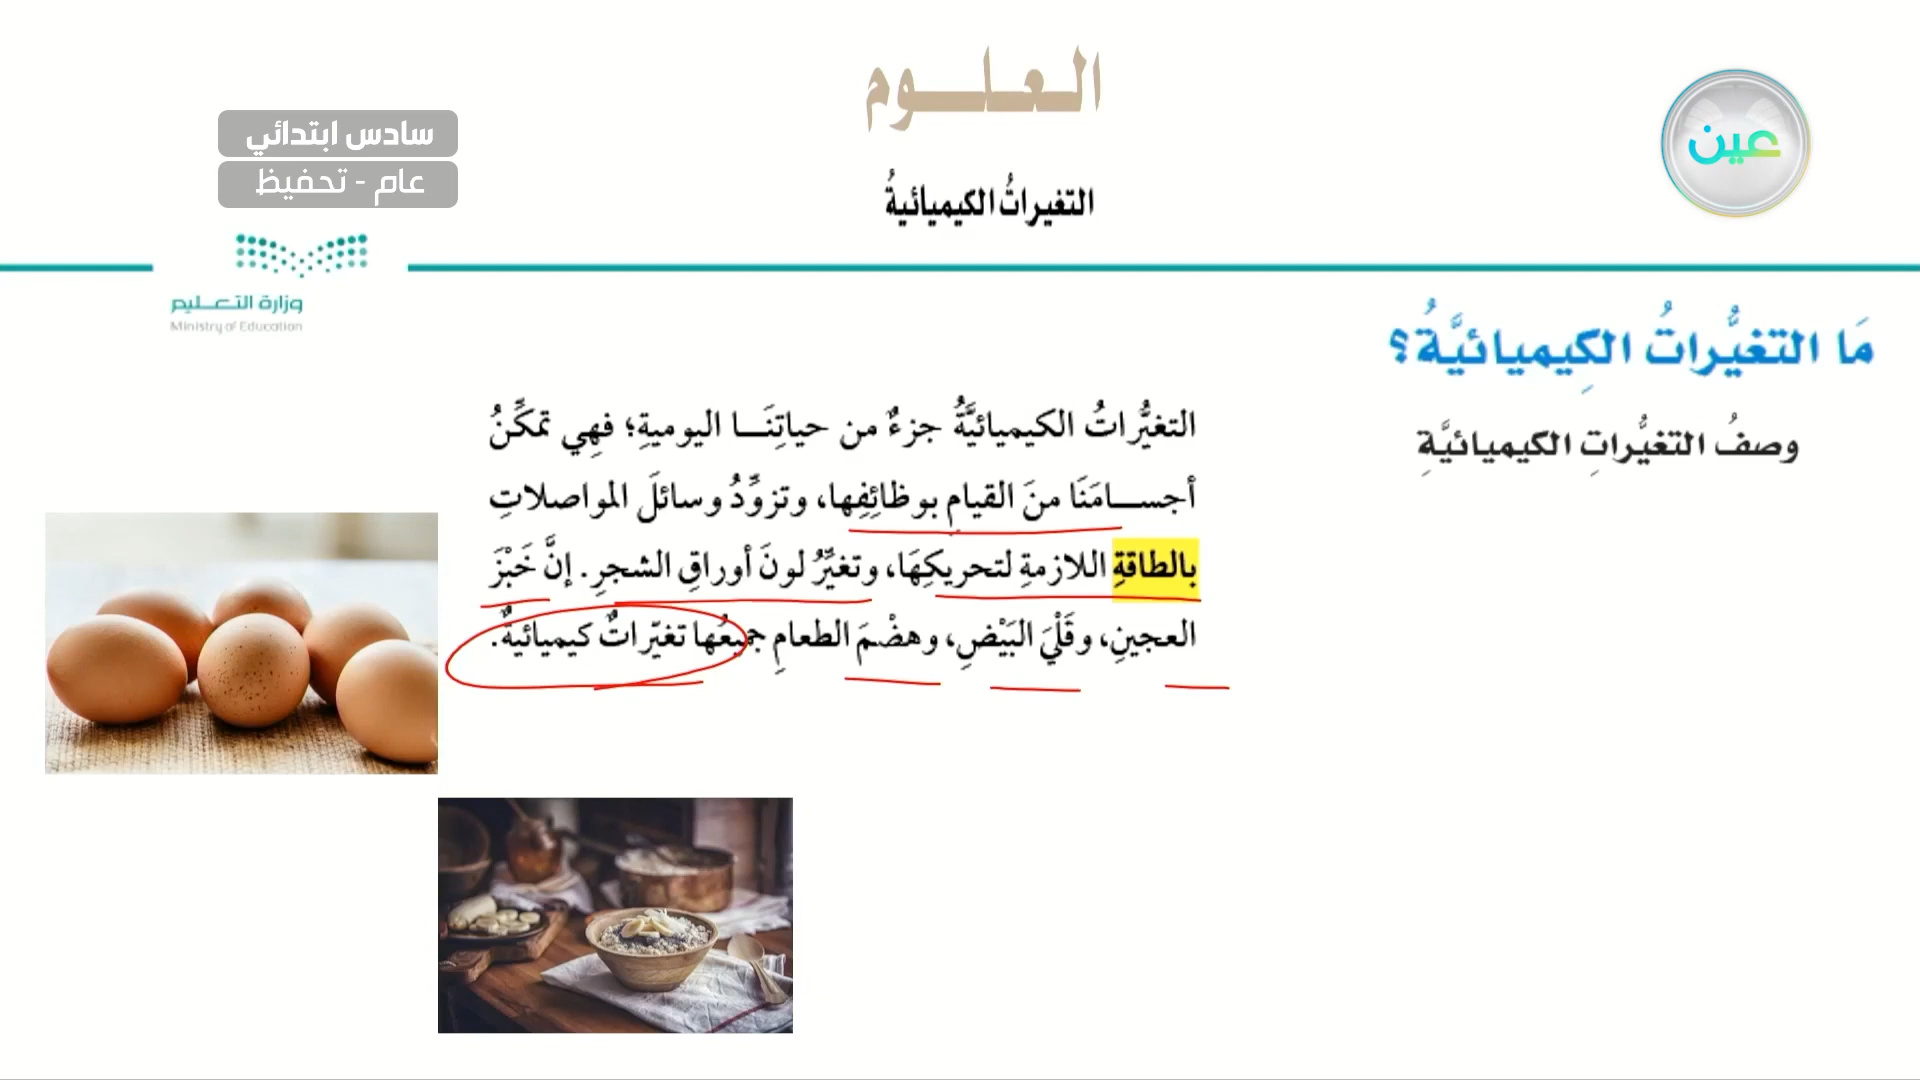 العلوم
عين
سادس ابتدائي
عام - تحفيظ
التغيراتُ الكيميائيةُ
وزارة التعليم
Ministry of Education
مَا التغيُّراتُ الكِيميائيَّةُ؟
وصفُ التغيُّراتِ الكيميائيَّةِ
التغيُّراتُ الكيميائيَّةُ جزءٌ من حياتِنَا اليوميةِ؛ فهِي تمكِّنُ
أجسامَنَا منَ القيامِ بوظائِفِها، وتزوِّدُ وسائلَ المواصلاتِ
بالطاقةِ اللازمةِ لتحريكِهَا، وتغيِّرُ لونَ أوراقِ الشجرِ. إنَّ خَبْزَ
العجينِ، وقَلْيَ البَيْضِ، وهضْمَ الطعامِ جميعُها تغيّراتٌ كيميائيةٌ.